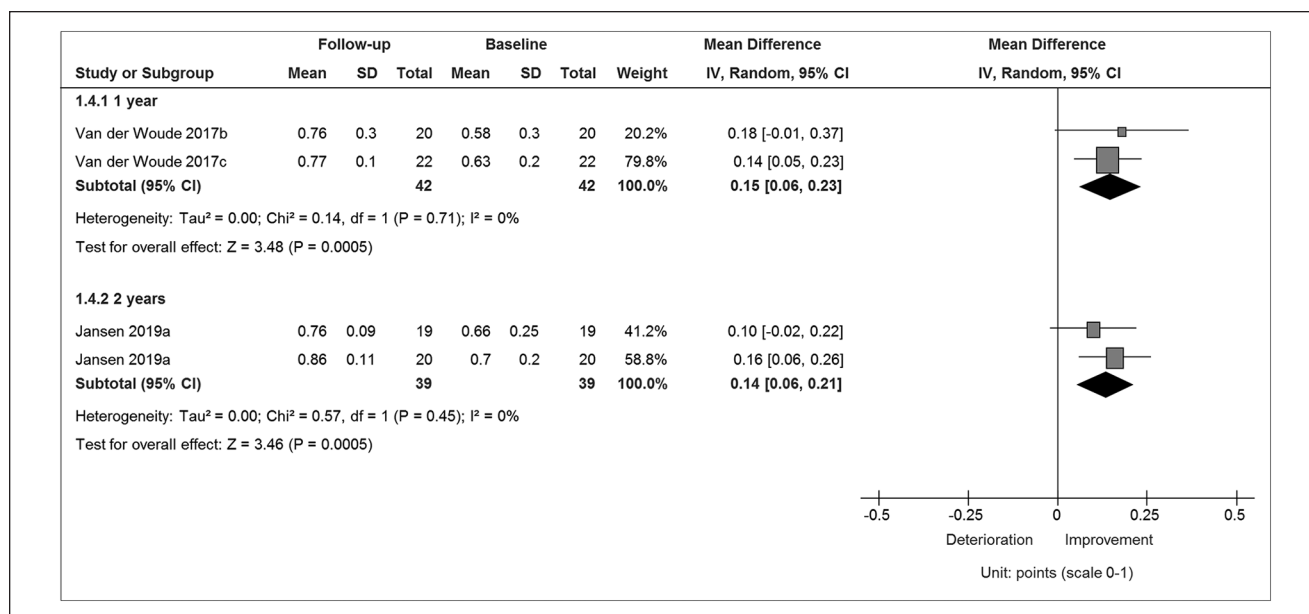 Follow-up Baseline Mean Difference Mean Difference
Study or Subgroup Mean SD Total Mean SD Total Weight IV, Random, 95% CI IV, Random, 95% CI
1.4.1 1 year
Van der Woude 2017b 0.76 0.3 20 0.58 0.3 20 20.2% 0.18 [-0.01, 0.37]
Van der Woude 2017c 0.77 0.1 22 0.63 0.2 22 79.8% 0.14 [0.05, 0.23]
Subtotal (95% CI) 42 42 100.0% 0.15 [0.06, 0.23]
Heterogeneity: Tau² = 0.00; Chi² = 0.14, df = 1 (P = 0.71); I² = 0%
Test for overall effect: Z = 3.48 (P = 0.0005)
1.4.2 2 years
Jansen 2019a 0.76 0.09 19 0.66 0.25 19 41.2% 0.10 [-0.02, 0.22]
Jansen 2019a 0.86 0.11 20 0.7 0.2 20 58.8% 0.16 [0.06, 0.26]
Subtotal (95% CI) 39 39 100.0% 0.14 [0.06, 0.21]
Heterogeneity: Tau² = 0.00; Chi² = 0.57, df = 1 (P = 0.45); I² = 0%
Test for overall effect: Z = 3.46 (P = 0.0005)
-0.5 -0.25 0 0.25 0.5
Deterioration Improvement
Unit: points (scale 0-1)